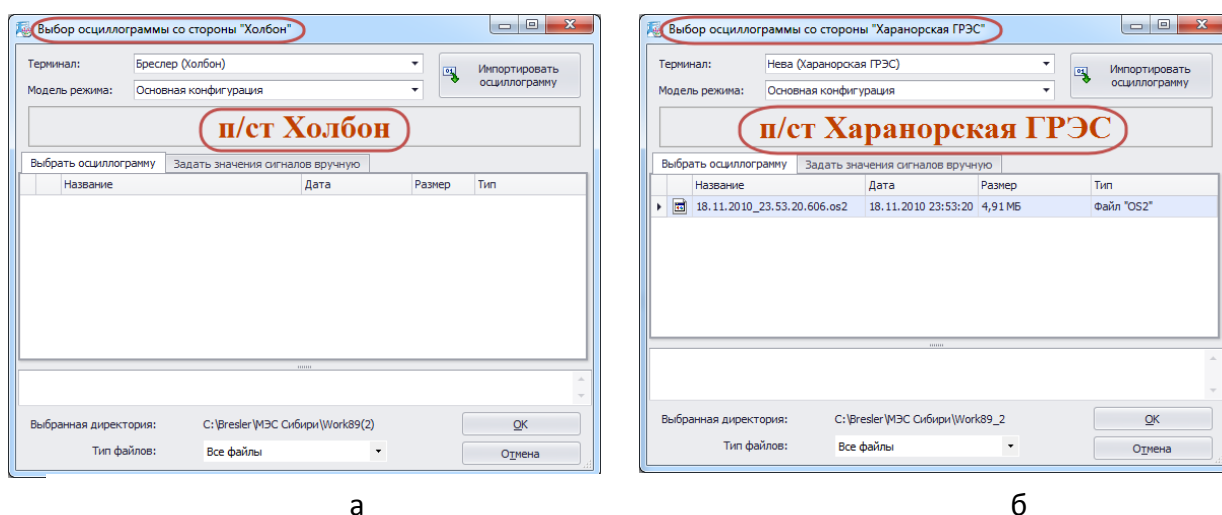 Выбор осциллограммы со стороны "Холбон"
Терминал: Бреслер (Холбон)
Модель режима: Основная конфигурация
Импортировать осциллограмму
п/ст Холбон
Выбрать осциллограмму Задать значения сигналов вручную
Название Дата Размер Тип
Выбранная директория: C:\Bresler\МЭС Сибири\Work89(2)
Тип файлов: Все файлы
OK
Отмена
а
Выбор осциллограммы со стороны "Харанорская ГРЭС"
Терминал: Нева (Харанорская ГРЭС)
Модель режима: Основная конфигурация
Импортировать осциллограмму
п/ст Харанорская ГРЭС
Выбрать осциллограмму Задать значения сигналов вручную
Название Дата Размер Тип
18.11.2010_23.53.20.606.os2 18.11.2010 23:53:20 4,91 МБ Файл "OS2"
Выбранная директория: C:\Bresler\МЭС Сибири\Work89_2
Тип файлов: Все файлы
OK
Отмена
б